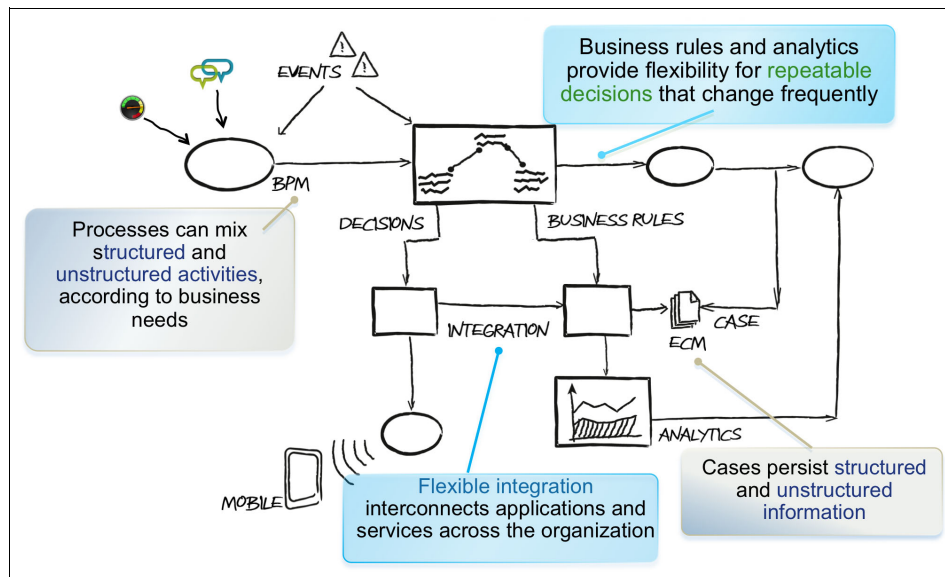 EVENTS
Business rules and analytics
provide flexibility for repeatable
decisions that change frequently
BPM
Processes can mix
structured and
unstructured activities,
according to business
needs
DECISIONS
BUSINESS RULES
INTEGRATION
CASE
ECM
ANALYTICS
MOBILE
Flexible integration
interconnects applications and
services across the organization
Cases persist structured
and unstructured
information